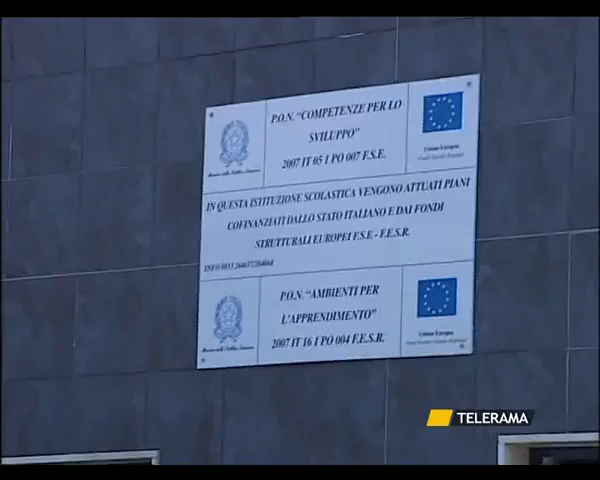 P.O.N. "COMPETENZE PER LO
SVILUPPO"
2007 IT 05 1 PO 007 F.S.E.
Unione Europea
IN QUESTA ISTITUZIONE SCOLASTICA VENGONO ATTUATI PIANI
COFINANZIATI DALLO STATO ITALIANO E DAI FONDI
STRUTTURALI EUROPEI F.S.E - F.E.S.R.
P.O.N. "AMBIENTI PER
L'APPRENDIMENTO"
2007 IT 16 1 PO 004 F.E.S.R.
Unione Europea
TELERAMA